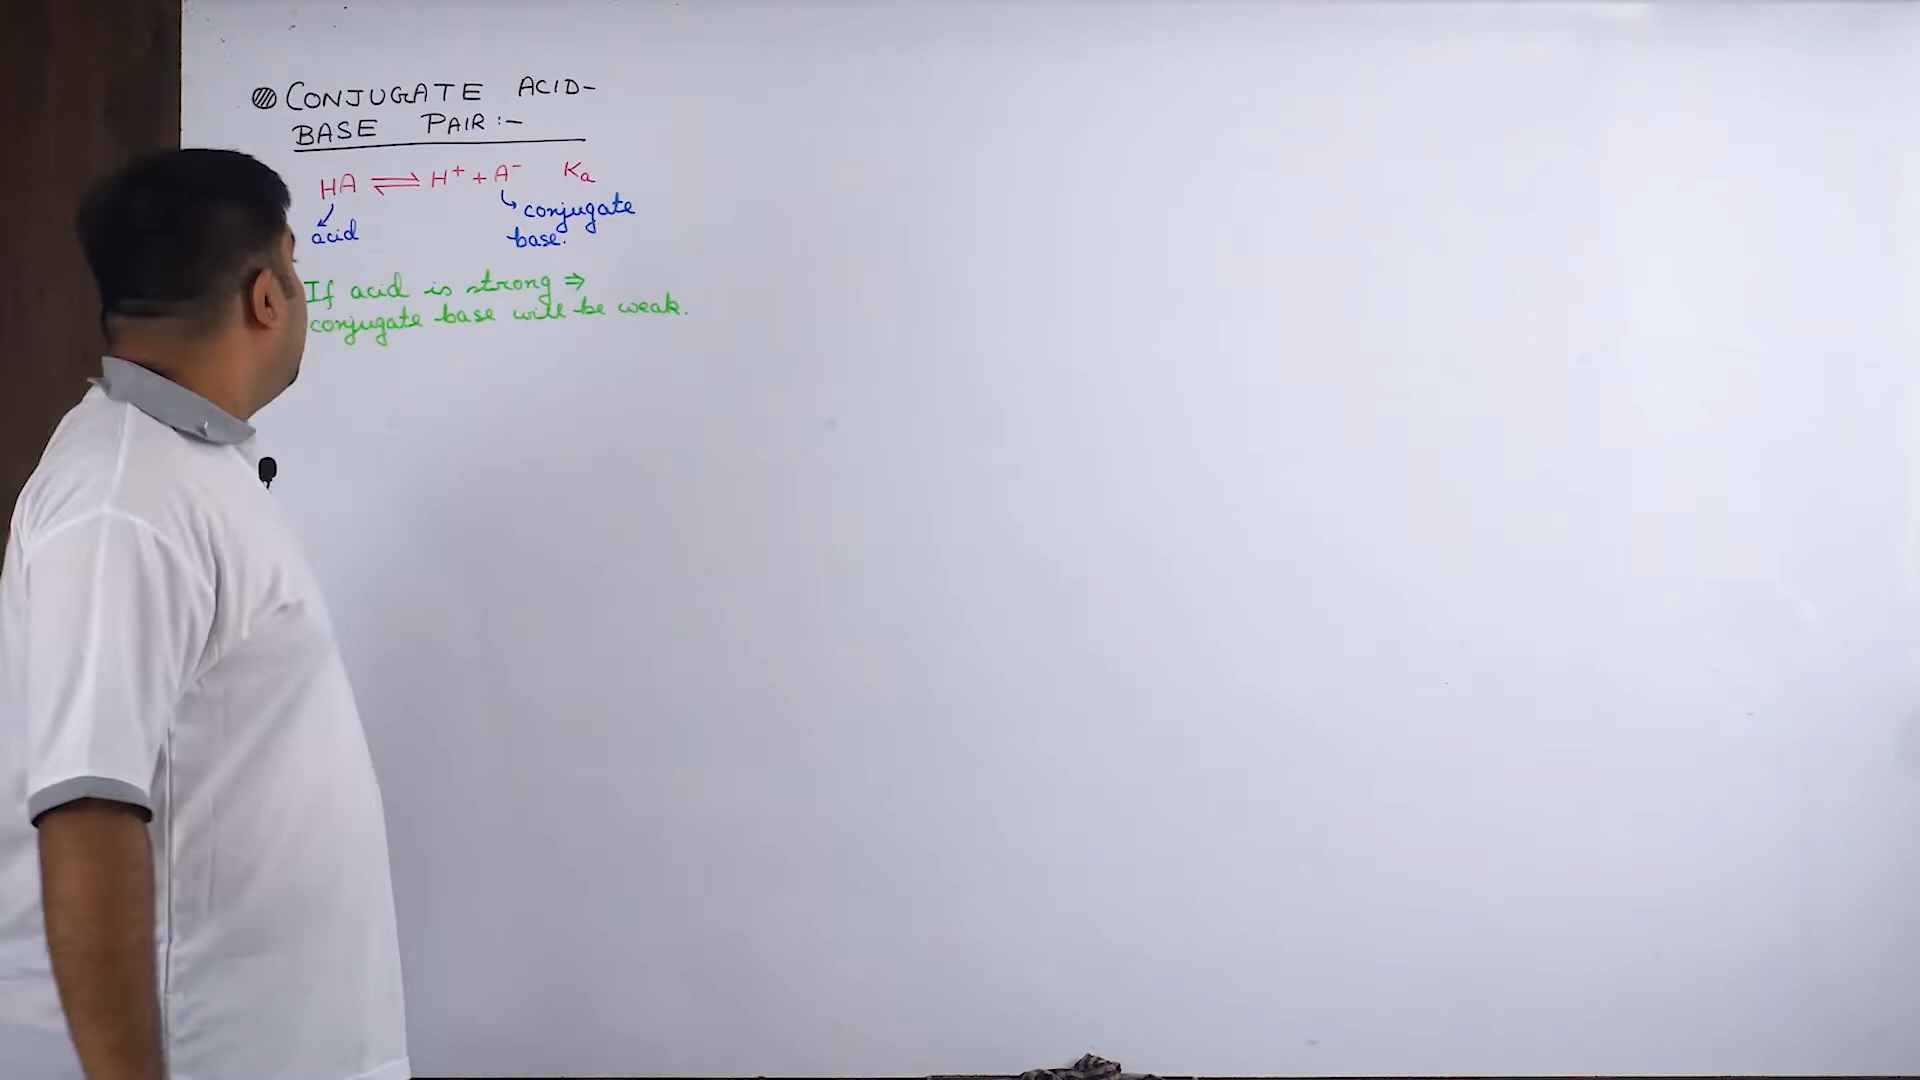 CONJUGATE ACID-
BASE PAIR :-
HA ⇌ H⁺ + A⁻ Ka
acid
conjugate
base.
If acid is strong ⇒
conjugate base will be weak.